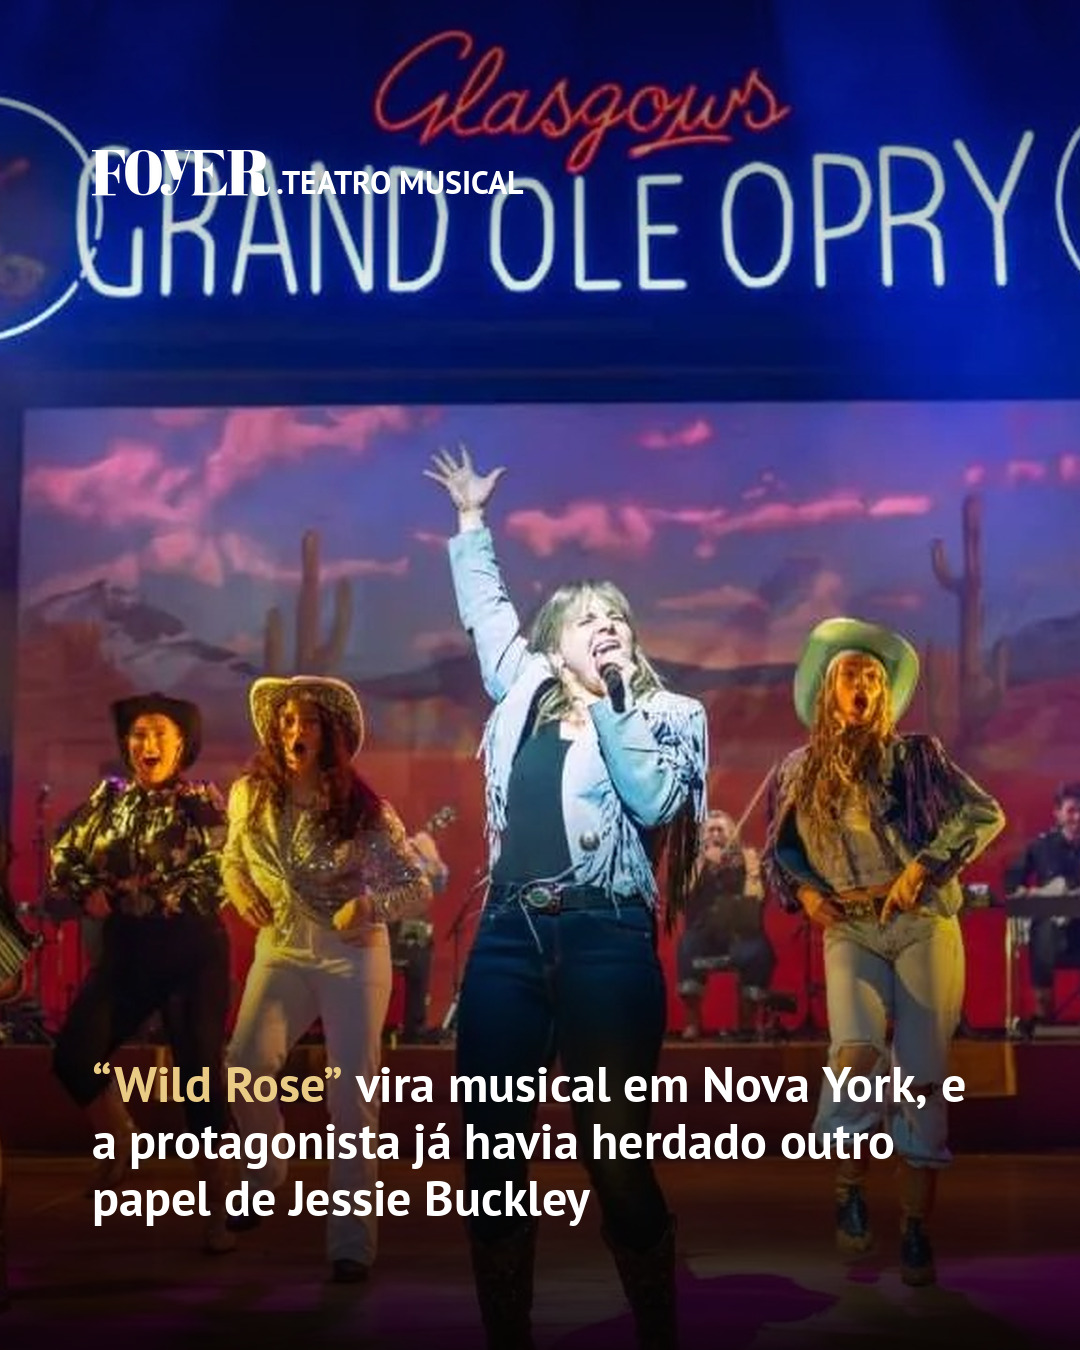 Glasgows
FOYER.TEATRO MUSICAL
GRAND OLE OPRY
“Wild Rose” vira musical em Nova York, e
a protagonista já havia herdado outro
papel de Jessie Buckley